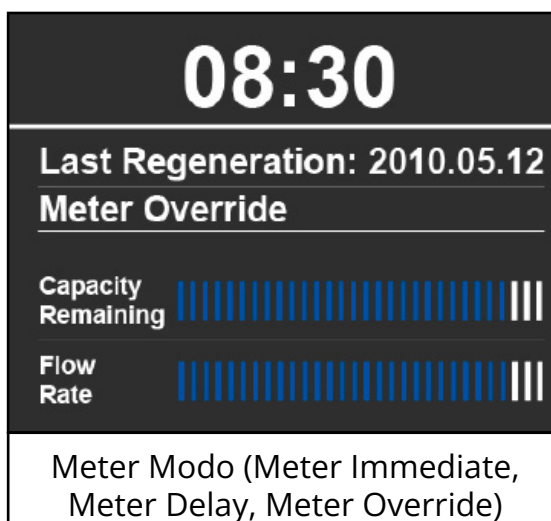 08:30
Last Regeneration: 2010.05.12
Meter Override
Capacity
Remaining
Flow
Rate
Meter Modo (Meter Immediate,
Meter Delay, Meter Override)